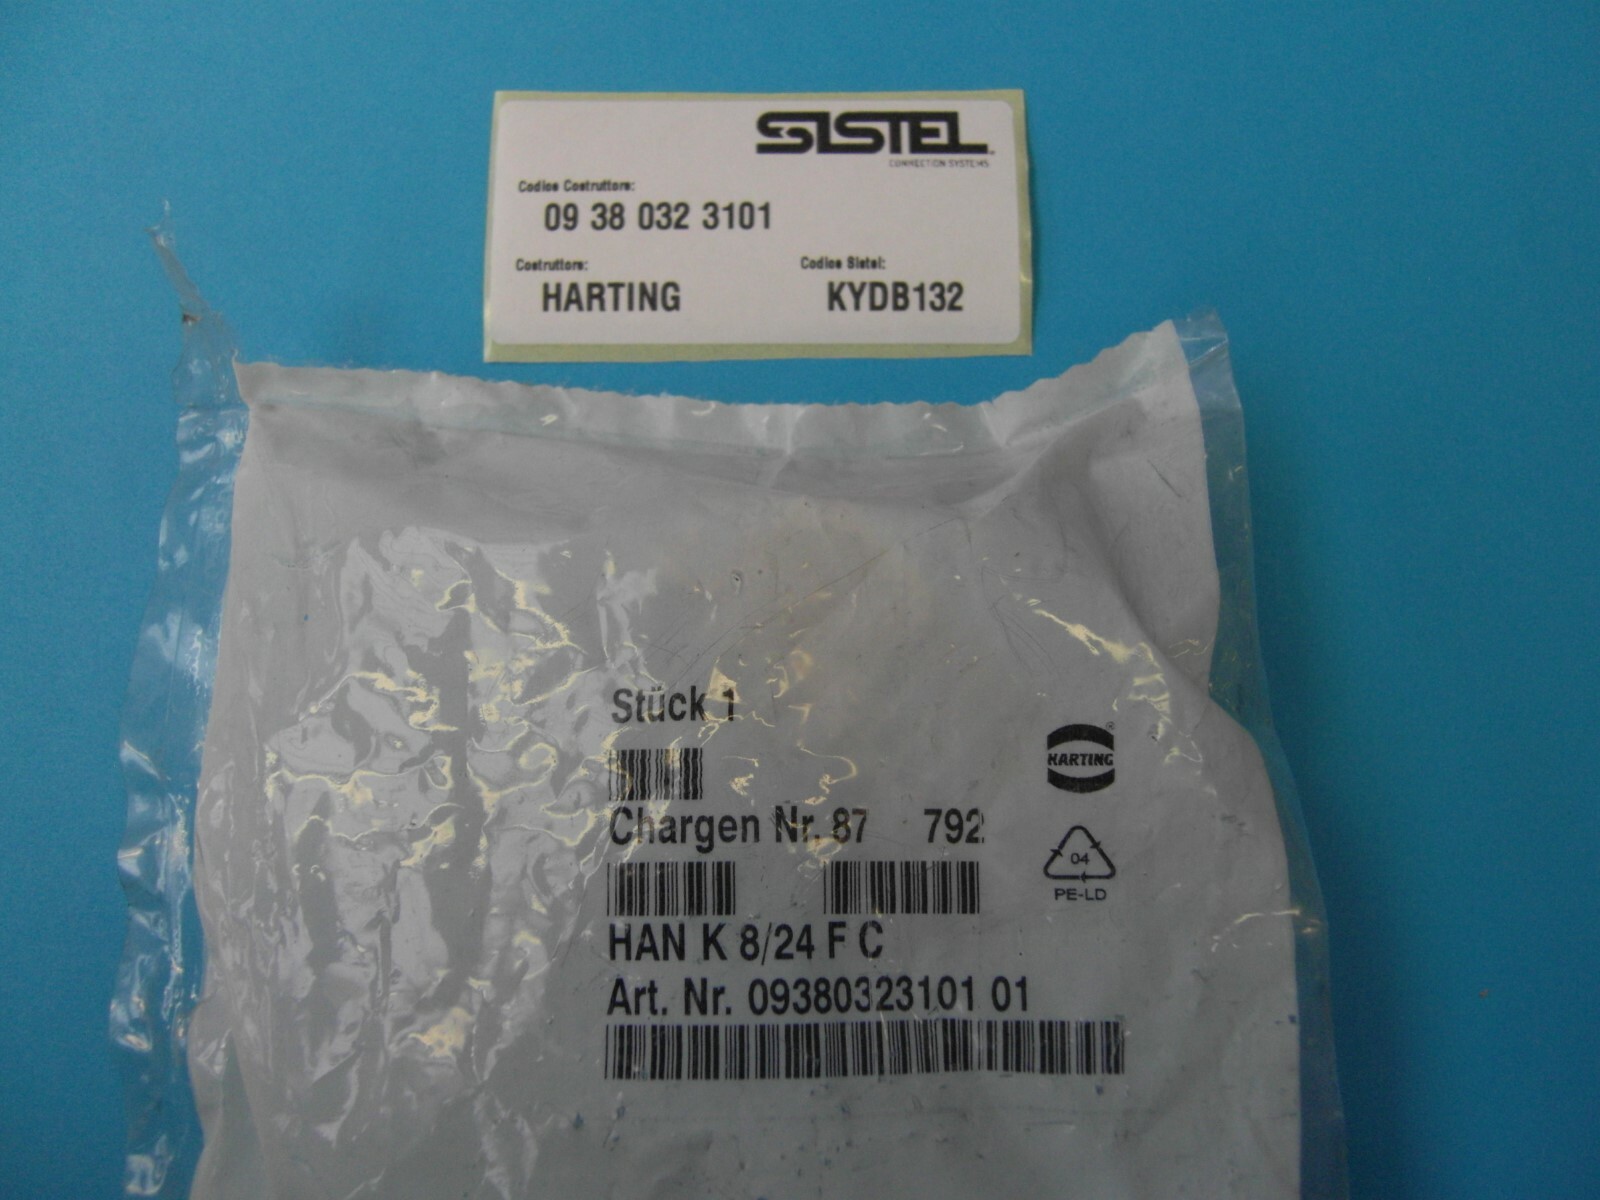 SISTEL
CONNECTION SYSTEMS
Codice Costruttore:
09 38 032 3101
Costruttore:
Codice Sistel:
HARTING
KYDB132
Stück 1
HARTING®
Chargen Nr. 87 792
04
PE-LD
HAN K 8/24 F C
Art. Nr. 09380323101 01